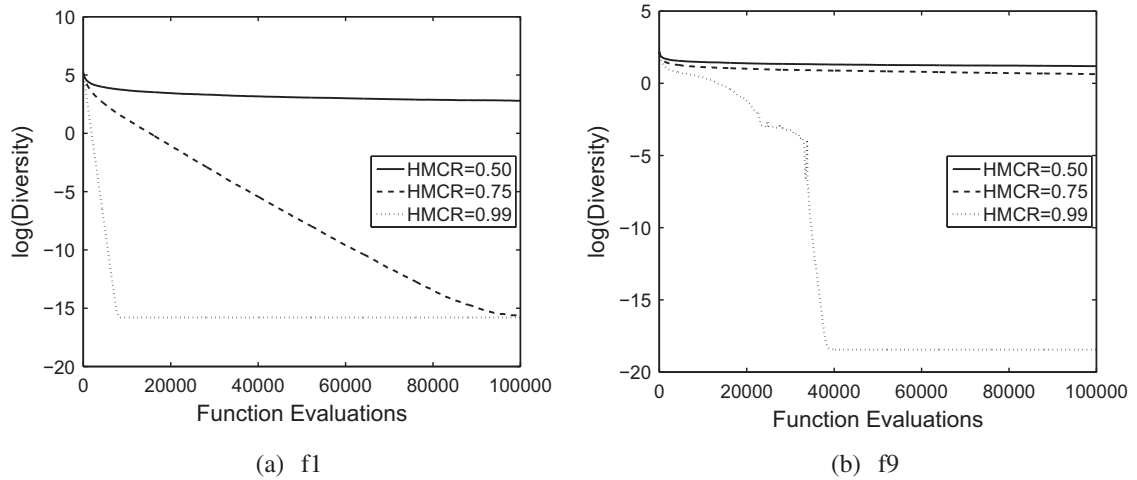 10
5
0
−5
−10
−15
−20
log(Diversity)
HMCR=0.50
HMCR=0.75
HMCR=0.99
0 20000 40000 60000 80000 100000
Function Evaluations
(a) f1
5
0
−5
−10
−15
−20
log(Diversity)
HMCR=0.50
HMCR=0.75
HMCR=0.99
0 20000 40000 60000 80000 100000
Function Evaluations
(b) f9